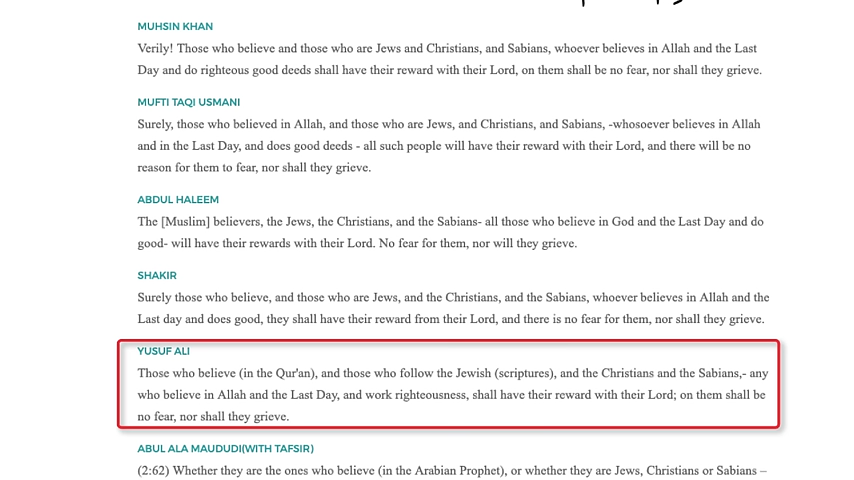 MUHSIN KHAN
Verily! Those who believe and those who are Jews and Christians, and Sabians, whoever believes in Allah and the Last
Day and do righteous good deeds shall have their reward with their Lord, on them shall be no fear, nor shall they grieve.
MUFTI TAQI USMANI
Surely, those who believed in Allah, and those who are Jews, and Christians, and Sabians, -whosoever believes in Allah
and in the Last Day, and does good deeds - all such people will have their reward with their Lord, and there will be no
reason for them to fear, nor shall they grieve.
ABDUL HALEEM
The [Muslim] believers, the Jews, the Christians, and the Sabians- all those who believe in God and the Last Day and do
good- will have their rewards with their Lord. No fear for them, nor will they grieve.
SHAKIR
Surely those who believe, and those who are Jews, and the Christians, and the Sabians, whoever believes in Allah and the
Last day and does good, they shall have their reward from their Lord, and there is no fear for them, nor shall they grieve.
YUSUF ALI
Those who believe (in the Qur'an), and those who follow the Jewish (scriptures), and the Christians and the Sabians,- any
who believe in Allah and the Last Day, and work righteousness, shall have their reward with their Lord; on them shall be
no fear, nor shall they grieve.
ABUL ALA MAUDUDI(WITH TAFSIR)
(2:62) Whether they are the ones who believe (in the Arabian Prophet), or whether they are Jews, Christians or Sabians –